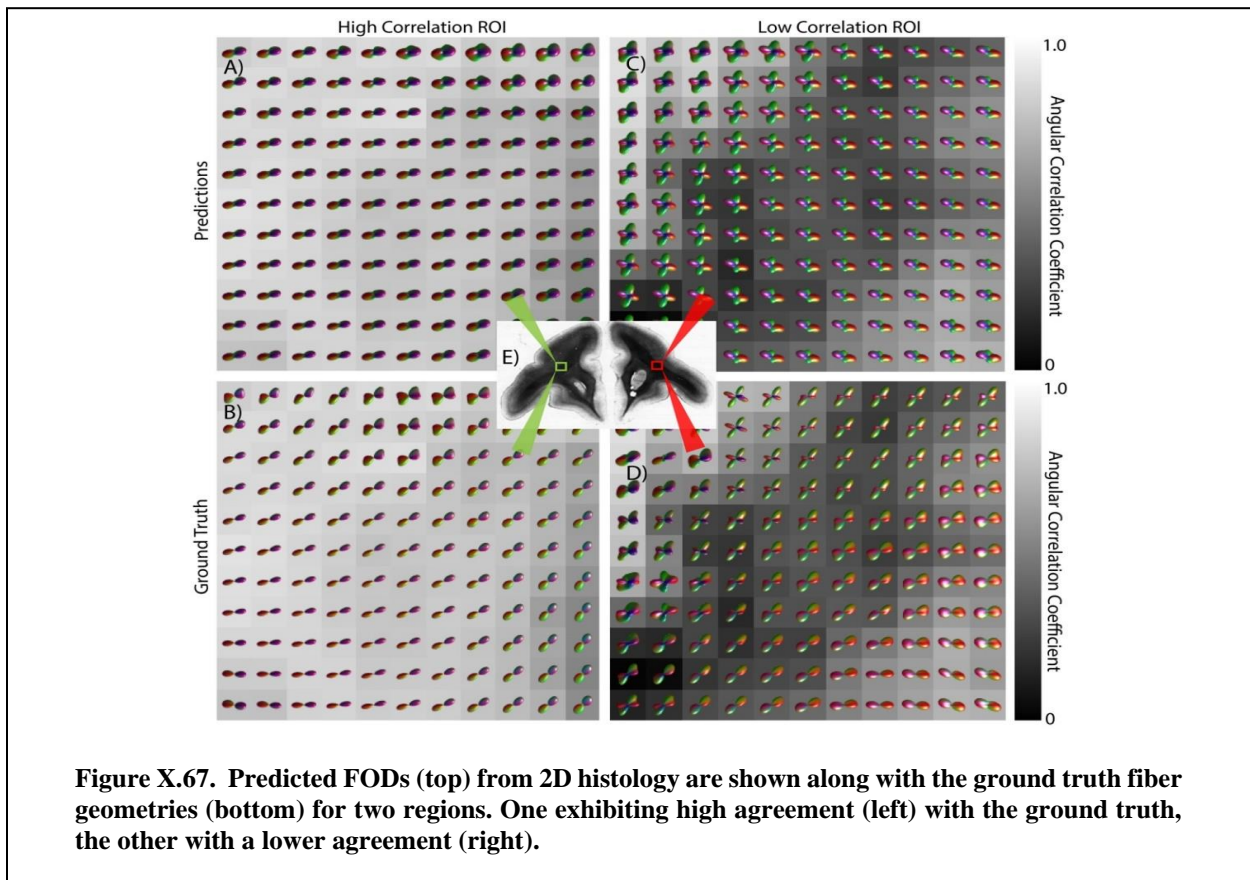 High Correlation ROI
Low Correlation ROI
A)
C)
1.0
Predictions
Angular Correlation Coefficient
0
E)
B)
D)
1.0
Ground Truth
Angular Correlation Coefficient
0
Figure X.67. Predicted FODs (top) from 2D histology are shown along with the ground truth fiber
geometries (bottom) for two regions. One exhibiting high agreement (left) with the ground truth,
the other with a lower agreement (right).